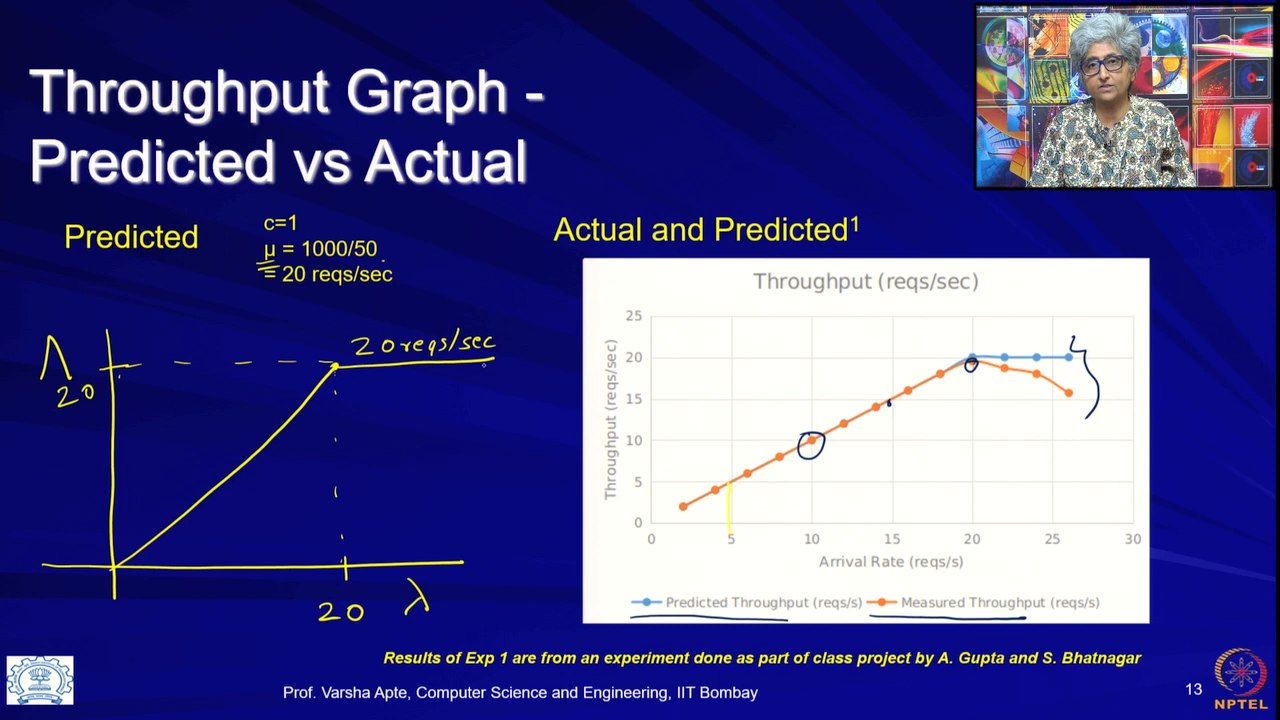 Throughput Graph -
Predicted vs Actual
Predicted
c=1
μ = 1000/50
= 20 reqs/sec
Λ
20
20 reqs/sec
20
λ
Actual and Predicted¹
Throughput (reqs/sec)
Throughput (reqs/sec)
25
20
15
10
5
0
0 5 10 15 20 25 30
Arrival Rate (reqs/s)
Predicted Throughput (reqs/s) Measured Throughput (reqs/s)
Results of Exp 1 are from an experiment done as part of class project by A. Gupta and S. Bhatnagar
Prof. Varsha Apte, Computer Science and Engineering, IIT Bombay
13
NPTEL